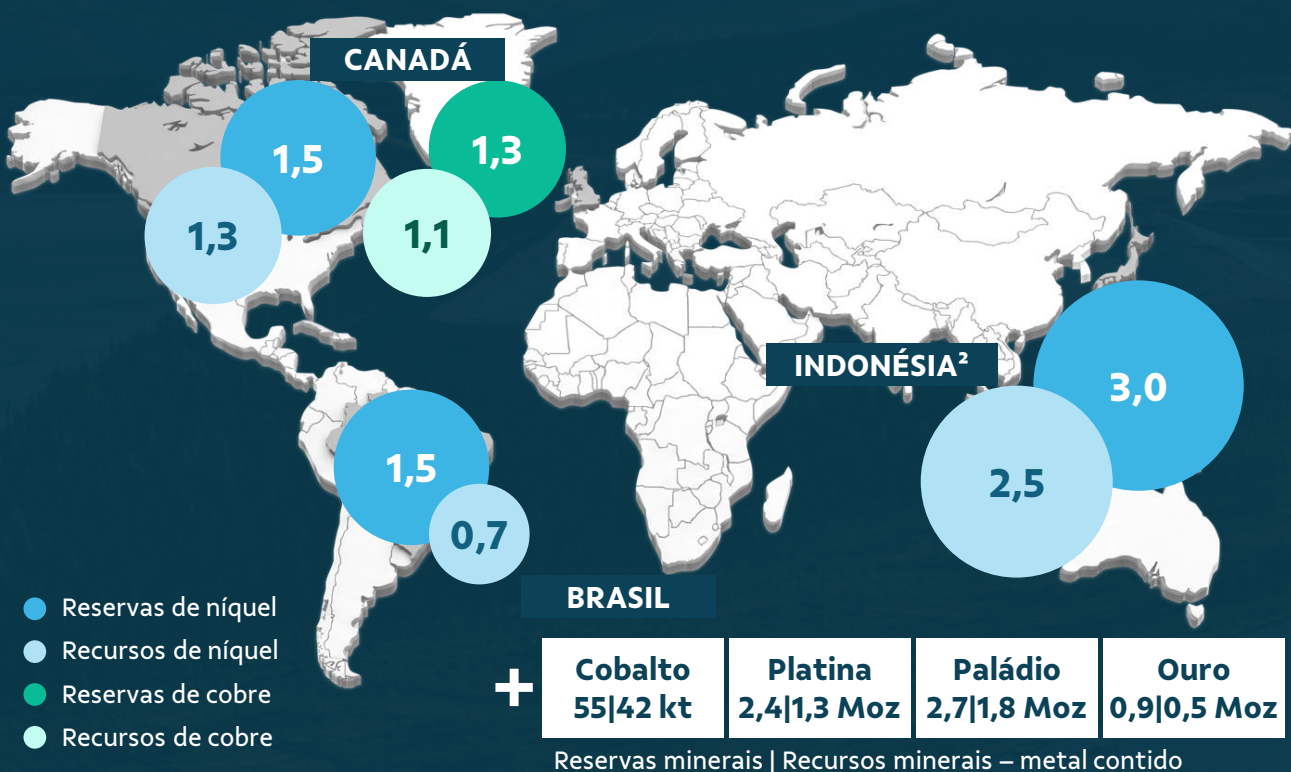 CANADÁ
1,5
1,3
1,3
1,1
INDONÉSIA²
3,0
2,5
1,5
0,7
BRASIL
Reservas de níquel
Recursos de níquel
Reservas de cobre
Recursos de cobre
+
Cobalto
55|42 kt
Platina
2,4|1,3 Moz
Paládio
2,7|1,8 Moz
Ouro
0,9|0,5 Moz
Reservas minerais | Recursos minerais – metal contido